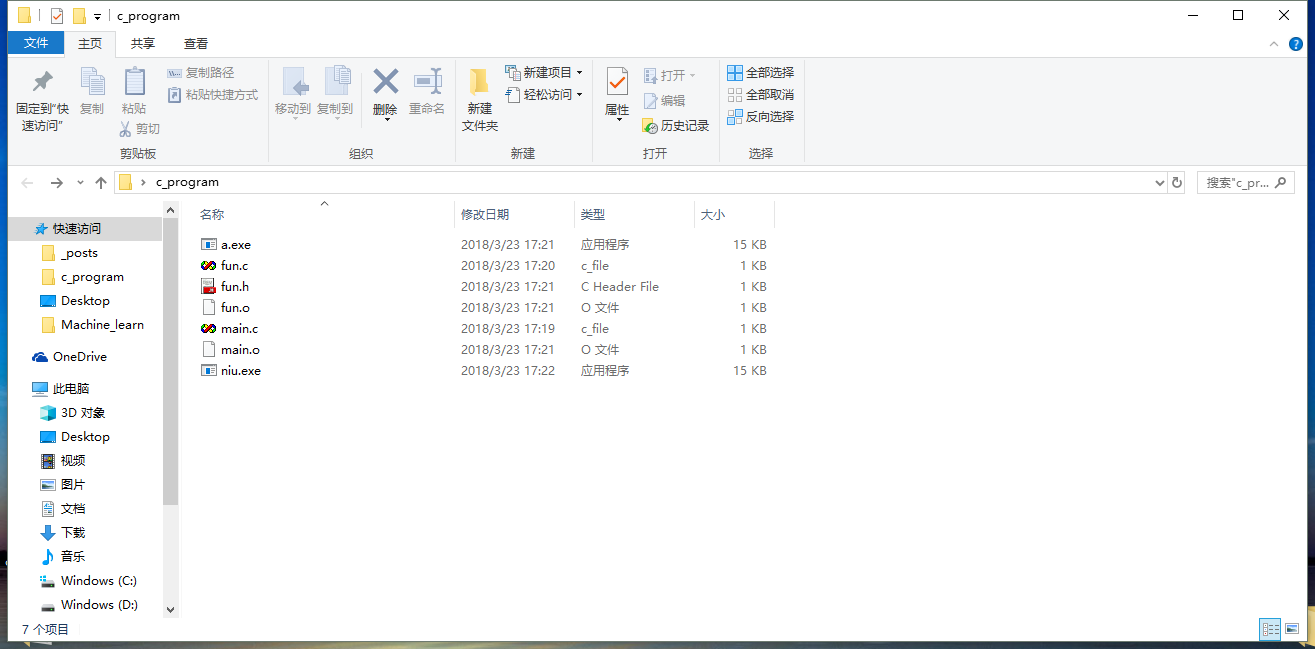 c_program
文件 主页 共享 查看
固定到"快速访问"
复制
粘贴
复制路径
粘贴快捷方式
剪切
剪贴板
移动到
复制到
删除
重命名
组织
新建文件夹
新建项目
轻松访问
新建
属性
打开
编辑
历史记录
打开
全部选择
全部取消
反向选择
选择
c_program
搜索"c_pr...
快速访问
_posts
c_program
Desktop
Machine_learn
OneDrive
此电脑
3D 对象
Desktop
视频
图片
文档
下载
音乐
Windows (C:)
Windows (D:)
名称 修改日期 类型 大小
a.exe 2018/3/23 17:21 应用程序 15 KB
fun.c 2018/3/23 17:20 c_file 1 KB
fun.h 2018/3/23 17:21 C Header File 1 KB
fun.o 2018/3/23 17:21 O 文件 1 KB
main.c 2018/3/23 17:19 c_file 1 KB
main.o 2018/3/23 17:21 O 文件 1 KB
niu.exe 2018/3/23 17:22 应用程序 15 KB
7 个项目